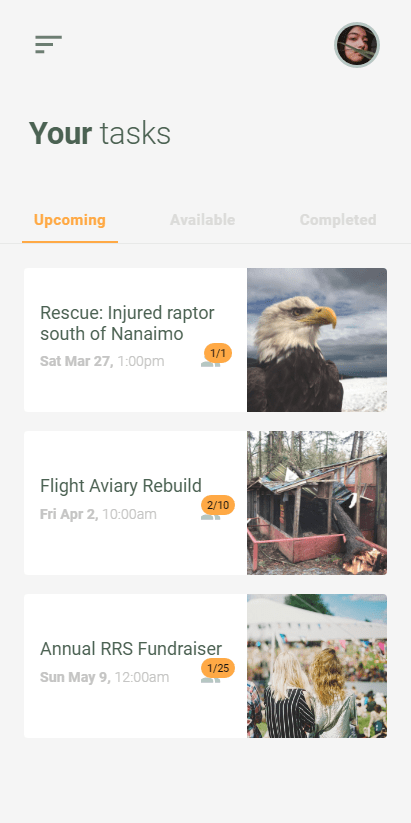 Your tasks
Upcoming Available Completed
Rescue: Injured raptor
south of Nanaimo
Sat Mar 27, 1:00pm
1/1
Flight Aviary Rebuild
Fri Apr 2, 10:00am
2/10
Annual RRS Fundraiser
Sun May 9, 12:00am
1/25